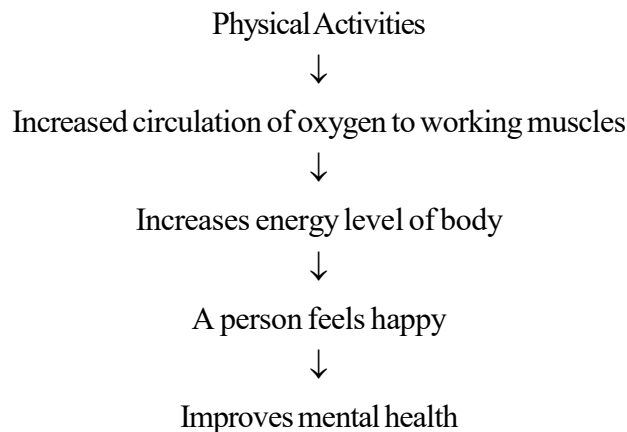 Physical Activities
↓
Increased circulation of oxygen to working muscles
↓
Increases energy level of body
↓
A person feels happy
↓
Improves mental health